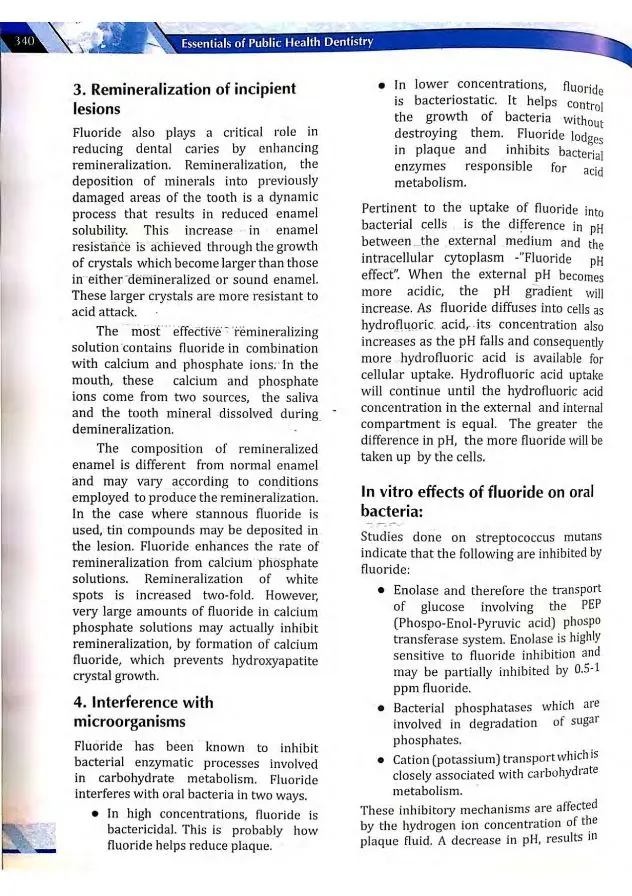 340
Essentials of Public Health Dentistry
3. Remineralization of incipient
lesions
Fluoride also plays a critical role in
reducing dental caries by enhancing
remineralization. Remineralization, the
deposition of minerals into previously
damaged areas of the tooth is a dynamic
process that results in reduced enamel
solubility. This increase in enamel
resistance is achieved through the growth
of crystals which become larger than those
in either demineralized or sound enamel.
These larger crystals are more resistant to
acid attack.
The most effective remineralizing
solution contains fluoride in combination
with calcium and phosphate ions. In the
mouth, these calcium and phosphate
ions come from two sources, the saliva
and the tooth mineral dissolved during
demineralization.
The composition of remineralized
enamel is different from normal enamel
and may vary according to conditions
employed to produce the remineralization.
In the case where stannous fluoride is
used, tin compounds may be deposited in
the lesion. Fluoride enhances the rate of
remineralization from calcium phosphate
solutions. Remineralization of white
spots is increased two-fold. However,
very large amounts of fluoride in calcium
phosphate solutions may actually inhibit
remineralization, by formation of calcium
fluoride, which prevents hydroxyapatite
crystal growth.
4. Interference with
microorganisms
Fluoride has been known to inhibit
bacterial enzymatic processes involved
in carbohydrate metabolism. Fluoride
interferes with oral bacteria in two ways.
• In high concentrations, fluoride is
bactericidal. This is probably how
fluoride helps reduce plaque.
• In lower concentrations, fluoride
is bacteriostatic. It helps control
the growth of bacteria without
destroying them. Fluoride lodges
in plaque and inhibits bacterial
enzymes responsible for acid
metabolism.
Pertinent to the uptake of fluoride into
bacterial cells is the difference in pH
between the external medium and the
intracellular cytoplasm -"Fluoride pH
effect". When the external pH becomes
more acidic, the pH gradient will
increase. As fluoride diffuses into cells as
hydrofluoric acid, its concentration also
increases as the pH falls and consequently
more hydrofluoric acid is available for
cellular uptake. Hydrofluoric acid uptake
will continue until the hydrofluoric acid
concentration in the external and internal
compartment is equal. The greater the
difference in pH, the more fluoride will be
taken up by the cells.
In vitro effects of fluoride on oral
bacteria:
Studies done on streptococcus mutans
indicate that the following are inhibited by
fluoride:
• Enolase and therefore the transport
of glucose involving the PEP
(Phospo-Enol-Pyruvic acid) phospo
transferase system. Enolase is highly
sensitive to fluoride inhibition and
may be partially inhibited by 0.5-1
ppm fluoride.
• Bacterial phosphatases which are
involved in degradation of sugar
phosphates.
• Cation (potassium) transport which is
closely associated with carbohydrate
metabolism.
These inhibitory mechanisms are affected
by the hydrogen ion concentration of the
plaque fluid. A decrease in pH, results in